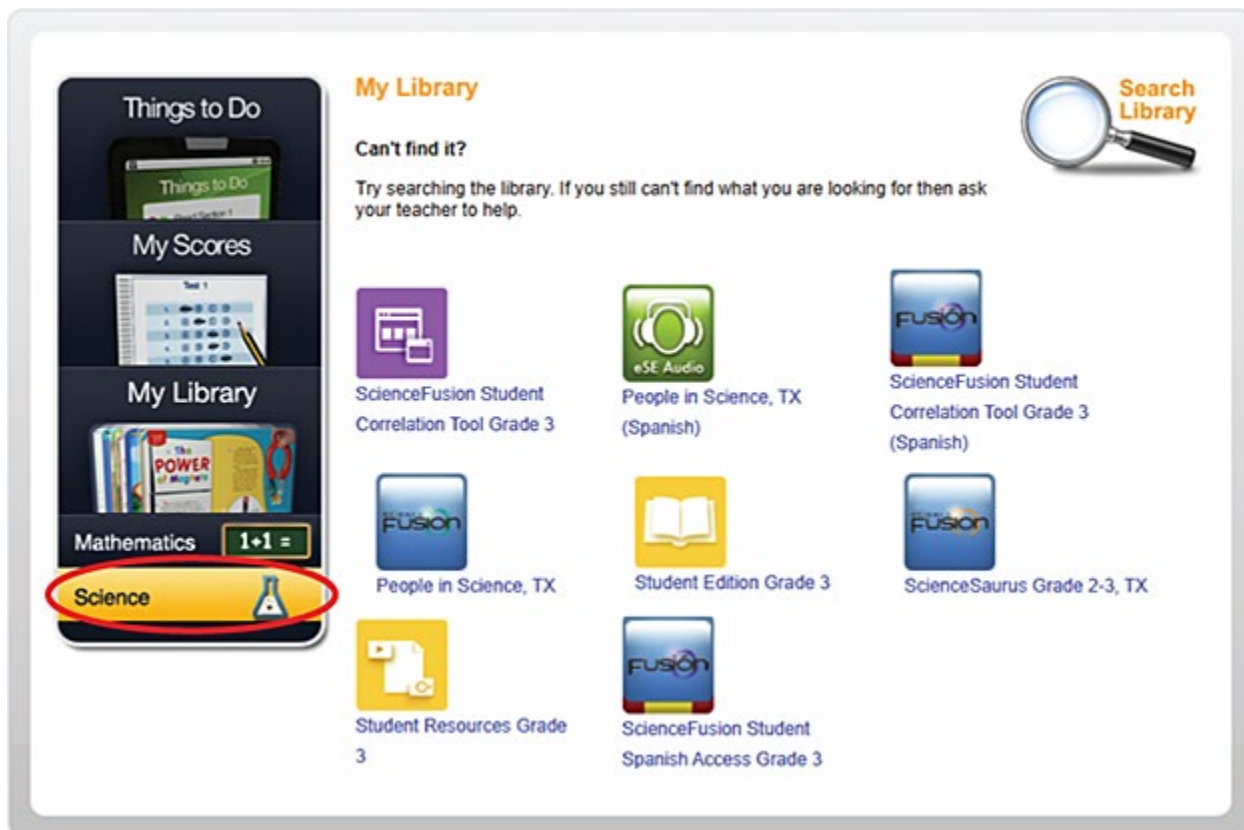 Things to Do
Things to Do
Read Section 1
My Scores
Test 1
My Library
The
POWER
of Magnets
Mathematics
1+1 =
Science
My Library
Search
Library
Can't find it?
Try searching the library. If you still can't find what you are looking for then ask
your teacher to help.
ScienceFusion Student
Correlation Tool Grade 3
eSE Audio
People in Science, TX
(Spanish)
FUSION
ScienceFusion Student
Correlation Tool Grade 3
(Spanish)
FUSION
People in Science, TX
Student Edition Grade 3
FUSION
ScienceSaurus Grade 2-3, TX
Student Resources Grade
3
FUSION
ScienceFusion Student
Spanish Access Grade 3